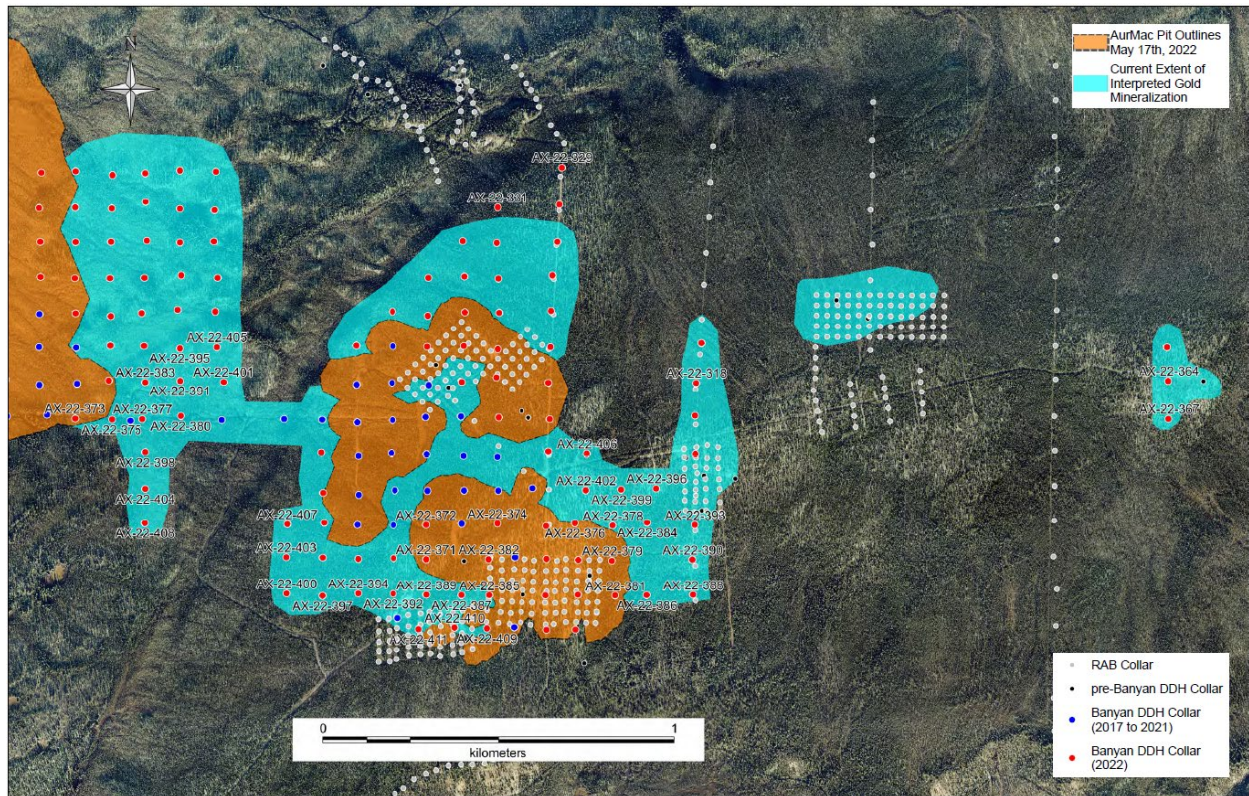 N
AurMac Pit Outlines
May 17th, 2022
Current Extent of
Interpreted Gold
Mineralization
AX-22-329
AX-22-331
AX-22-405
AX-22-395
AX-22-383
AX-22-401
AX-22-391
AX-22-318
AX-22-364
AX-22-373
AX-22-377
AX-22-375
AX-22-380
AX-22-367
AX-22-398
AX-22-406
AX-22-404
AX-22-402
AX-22-396
AX-22-399
AX-22-408
AX-22-407
AX-22-372
AX-22-374
AX-22-378
AX-22-393
AX-22-376
AX-22-384
AX-22-403
AX-22-371
AX-22-382
AX-22-379
AX-22-390
AX-22-400
AX-22-394
AX-22-389
AX-22-385
AX-22-381
AX-22-388
AX-22-397
AX-22-392
AX-22-387
AX-22-386
AX-22-410
AX-22-411
AX-22-409
RAB Collar
pre-Banyan DDH Collar
Banyan DDH Collar
(2017 to 2021)
Banyan DDH Collar
(2022)
0 1
kilometers